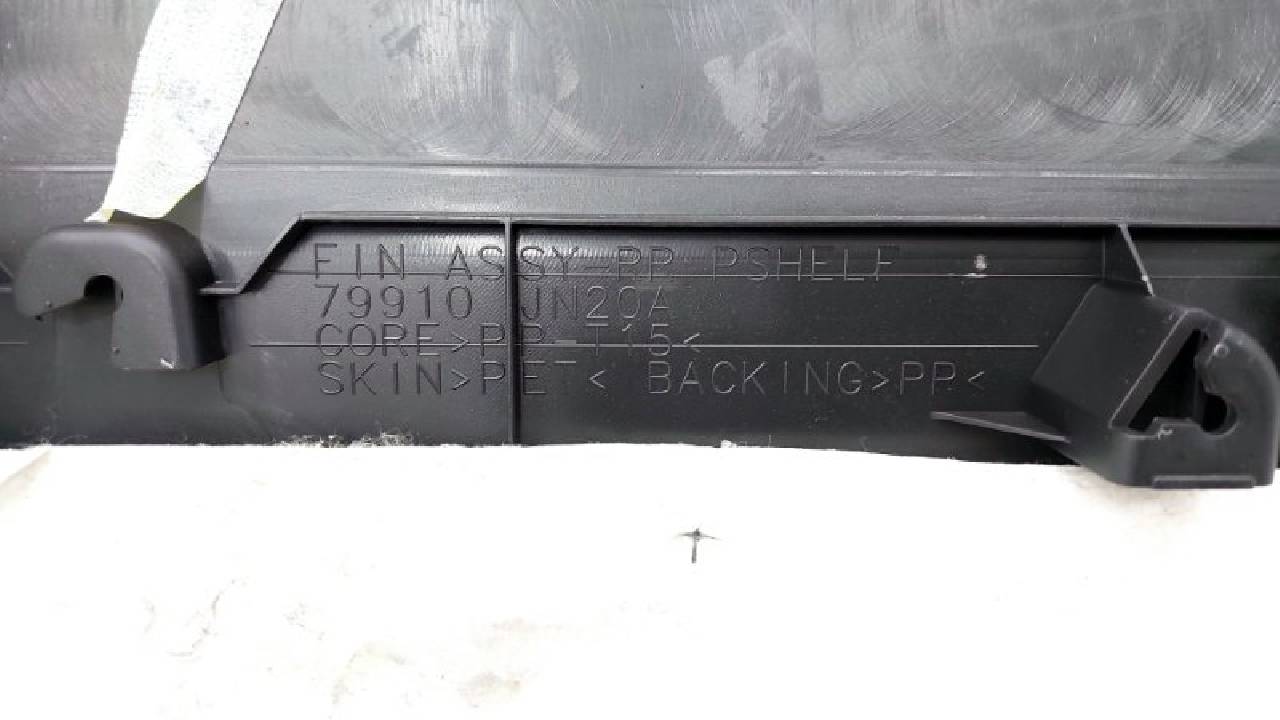 FIN ASSY-RR PSHELF
79910 JN20A
CORE>PP-T15<
SKIN>PET< BACKING>PP<